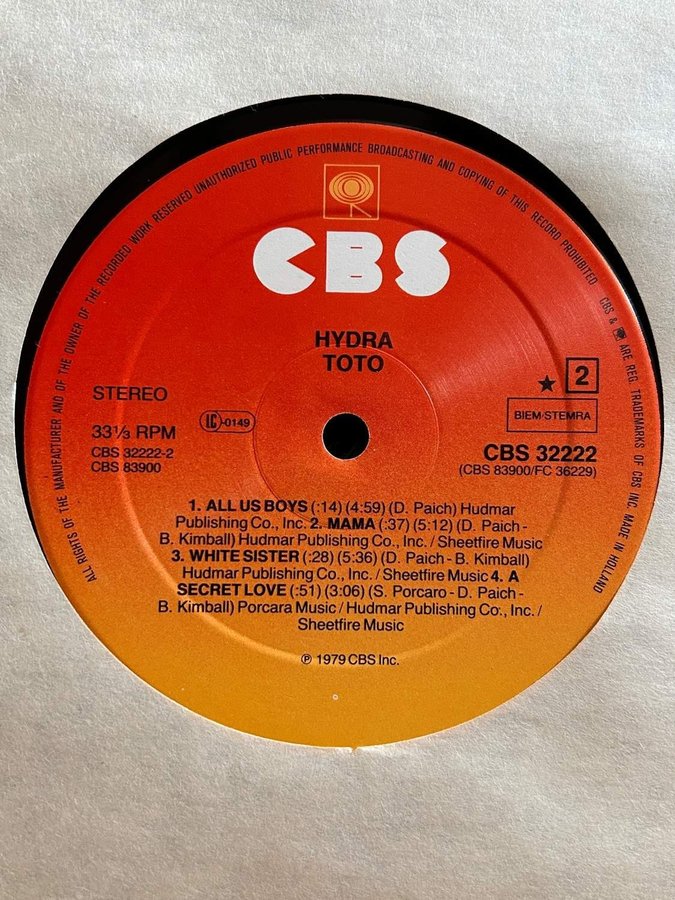 ALL RIGHTS OF THE MANUFACTURER AND OF THE OWNER OF THE RECORDED WORK RESERVED UNAUTHORIZED PUBLIC PERFORMANCE BROADCASTING AND COPYING OF THIS RECORD PROHIBITED CBS & ARE REG. TRADEMARKS OF CBS INC. MADE IN HOLLAND
CBS
HYDRA
TOTO
STEREO
★ 2
33⅓ RPM
LC-0149
BIEM/STEMRA
CBS 32222-2
CBS 83900
CBS 32222
(CBS 83900/FC 36229)
1. ALL US BOYS (:14) (4:59) (D. Paich) Hudmar
Publishing Co., Inc. 2. MAMA (:37) (5:12) (D. Paich-
B. Kimball) Hudmar Publishing Co., Inc. / Sheetfire Music
3. WHITE SISTER (:28) (5:36) (D. Paich - B. Kimball)
Hudmar Publishing Co., Inc. / Sheetfire Music 4. A
SECRET LOVE (:51) (3:06) (S. Porcaro - D. Paich-
B. Kimball) Porcara Music / Hudmar Publishing Co., Inc. /
Sheetfire Music
℗ 1979 CBS Inc.